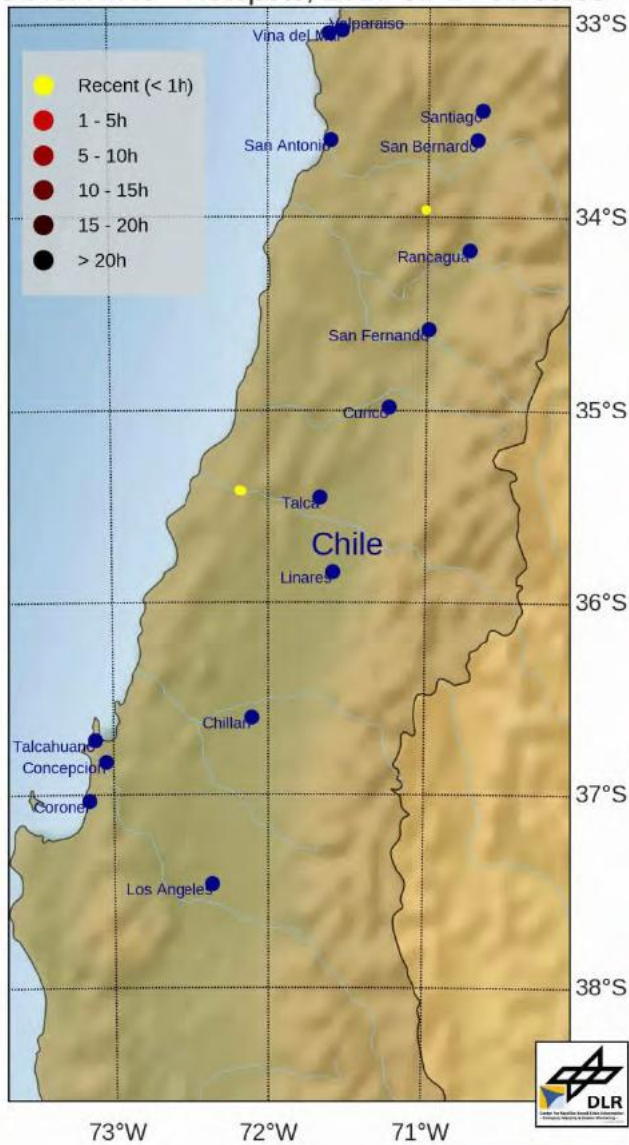 Valparaiso
Vina del Mar
33°S
Recent (< 1h)
1 - 5h
5 - 10h
10 - 15h
15 - 20h
> 20h
Santiago
San Antonio
San Bernardo
34°S
Rancagua
San Fernando
35°S
Curico
Talca
Chile
Linares
36°S
Chillan
Talcahuano
Concepcion
37°S
Coronel
Los Angeles
38°S
DLR
73°W
72°W
71°W